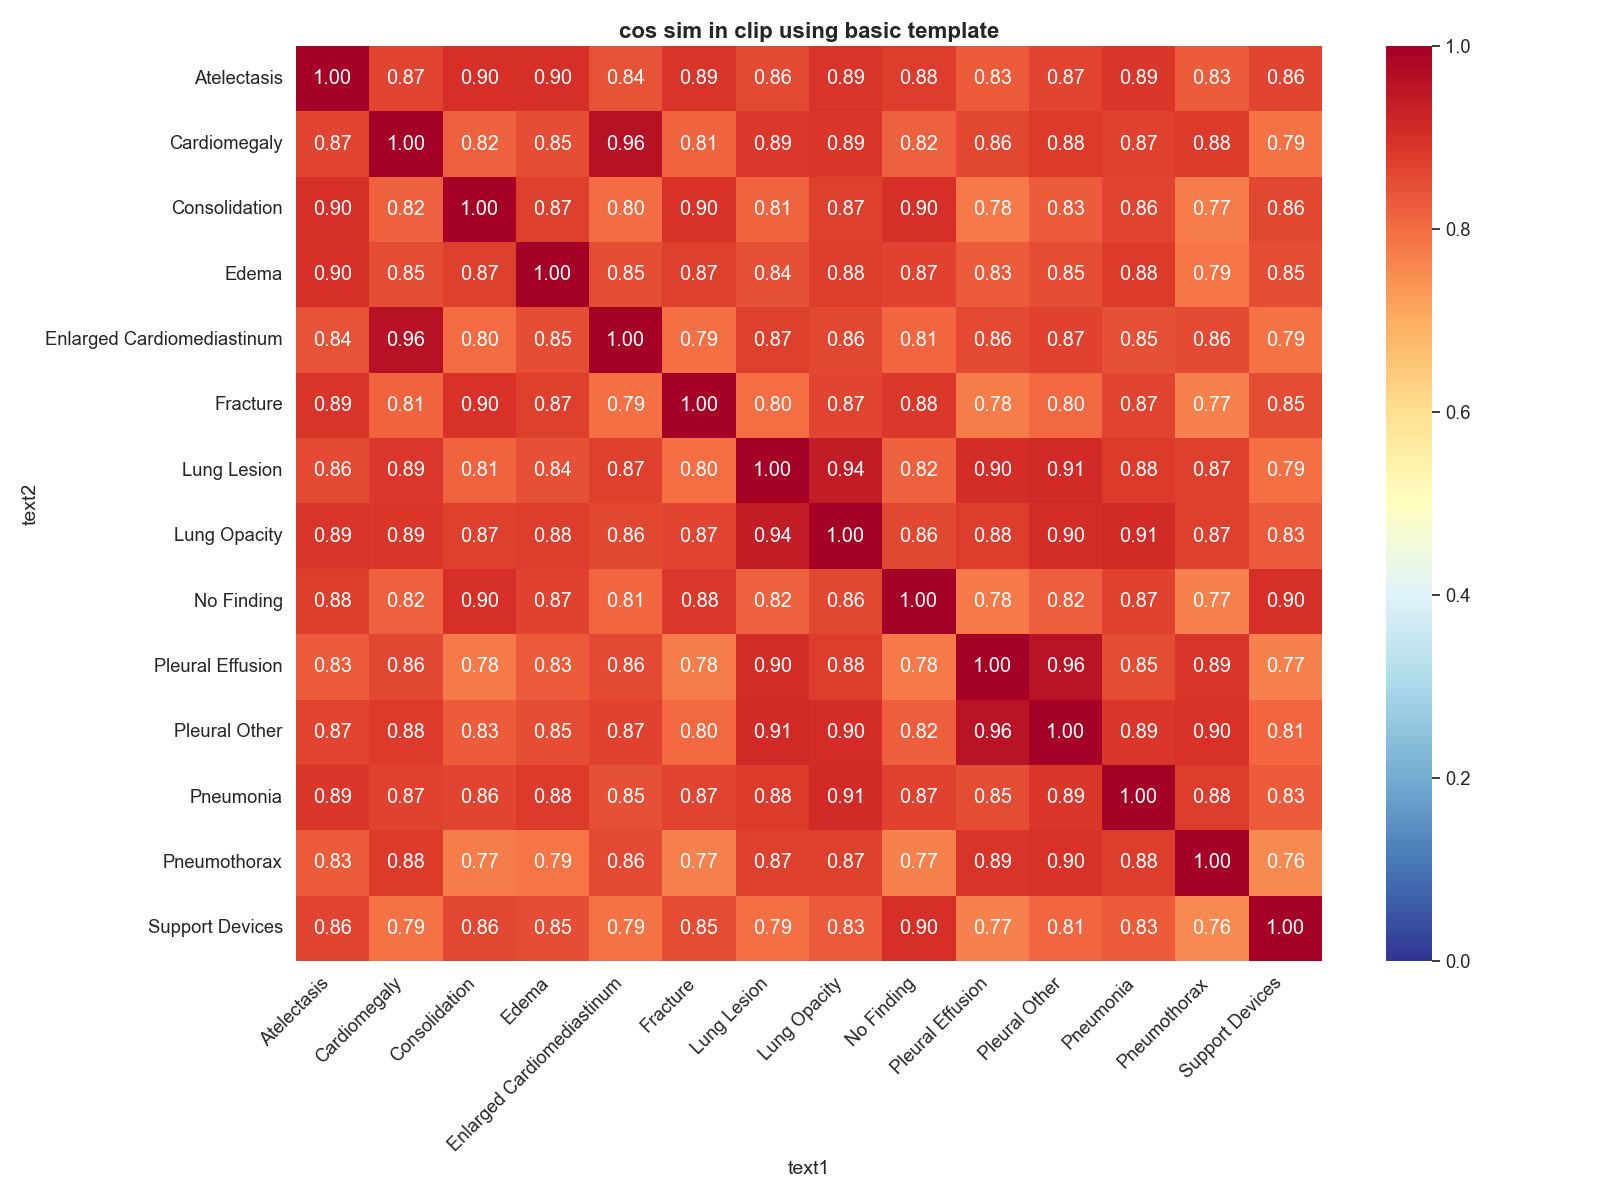 cos sim in clip using basic template
Atelectasis 1.00 0.87 0.90 0.90 0.84 0.89 0.86 0.89 0.88 0.83 0.87 0.89 0.83 0.86
Cardiomegaly 0.87 1.00 0.82 0.85 0.96 0.81 0.89 0.89 0.82 0.86 0.88 0.87 0.88 0.79
Consolidation 0.90 0.82 1.00 0.87 0.80 0.90 0.81 0.87 0.90 0.78 0.83 0.86 0.77 0.86
Edema 0.90 0.85 0.87 1.00 0.85 0.87 0.84 0.88 0.87 0.83 0.85 0.88 0.79 0.85
Enlarged Cardiomediastinum 0.84 0.96 0.80 0.85 1.00 0.79 0.87 0.86 0.81 0.86 0.87 0.85 0.86 0.79
Fracture 0.89 0.81 0.90 0.87 0.79 1.00 0.80 0.87 0.88 0.78 0.80 0.87 0.77 0.85
Lung Lesion 0.86 0.89 0.81 0.84 0.87 0.80 1.00 0.94 0.82 0.90 0.91 0.88 0.87 0.79
Lung Opacity 0.89 0.89 0.87 0.88 0.86 0.87 0.94 1.00 0.86 0.88 0.90 0.91 0.87 0.83
No Finding 0.88 0.82 0.90 0.87 0.81 0.88 0.82 0.86 1.00 0.78 0.82 0.87 0.77 0.90
Pleural Effusion 0.83 0.86 0.78 0.83 0.86 0.78 0.90 0.88 0.78 1.00 0.96 0.85 0.89 0.77
Pleural Other 0.87 0.88 0.83 0.85 0.87 0.80 0.91 0.90 0.82 0.96 1.00 0.89 0.90 0.81
Pneumonia 0.89 0.87 0.86 0.88 0.85 0.87 0.88 0.91 0.87 0.85 0.89 1.00 0.88 0.83
Pneumothorax 0.83 0.88 0.77 0.79 0.86 0.77 0.87 0.87 0.77 0.89 0.90 0.88 1.00 0.76
Support Devices 0.86 0.79 0.86 0.85 0.79 0.85 0.79 0.83 0.90 0.77 0.81 0.83 0.76 1.00
text2
Atelectasis
Cardiomegaly
Consolidation
Edema
Enlarged Cardiomediastinum
Fracture
Lung Lesion
Lung Opacity
No Finding
Pleural Effusion
Pleural Other
Pneumonia
Pneumothorax
Support Devices
text1
1.0
0.8
0.6
0.4
0.2
0.0